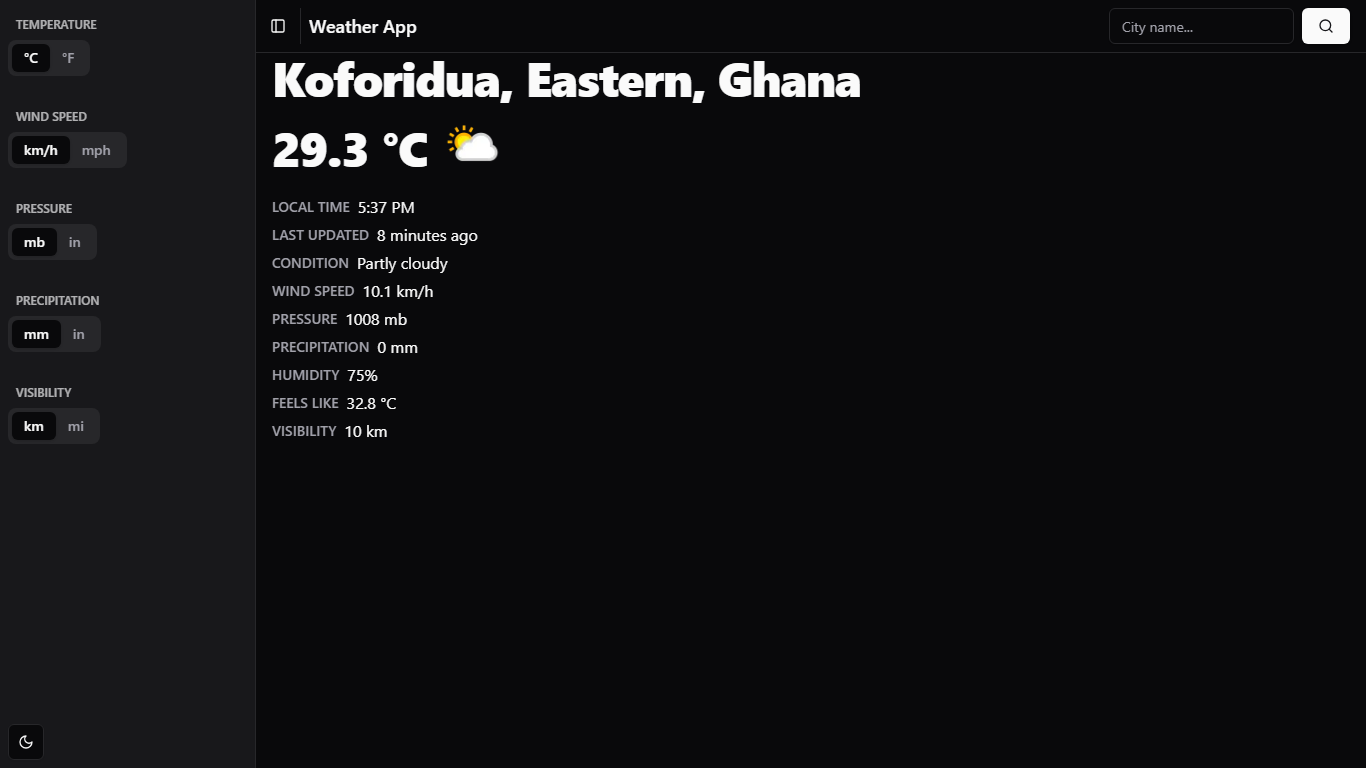 TEMPERATURE
°C °F
WIND SPEED
km/h mph
PRESSURE
mb in
PRECIPITATION
mm in
VISIBILITY
km mi
Weather App
City name...
Koforidua, Eastern, Ghana
29.3 °C
LOCAL TIME 5:37 PM
LAST UPDATED 8 minutes ago
CONDITION Partly cloudy
WIND SPEED 10.1 km/h
PRESSURE 1008 mb
PRECIPITATION 0 mm
HUMIDITY 75%
FEELS LIKE 32.8 °C
VISIBILITY 10 km